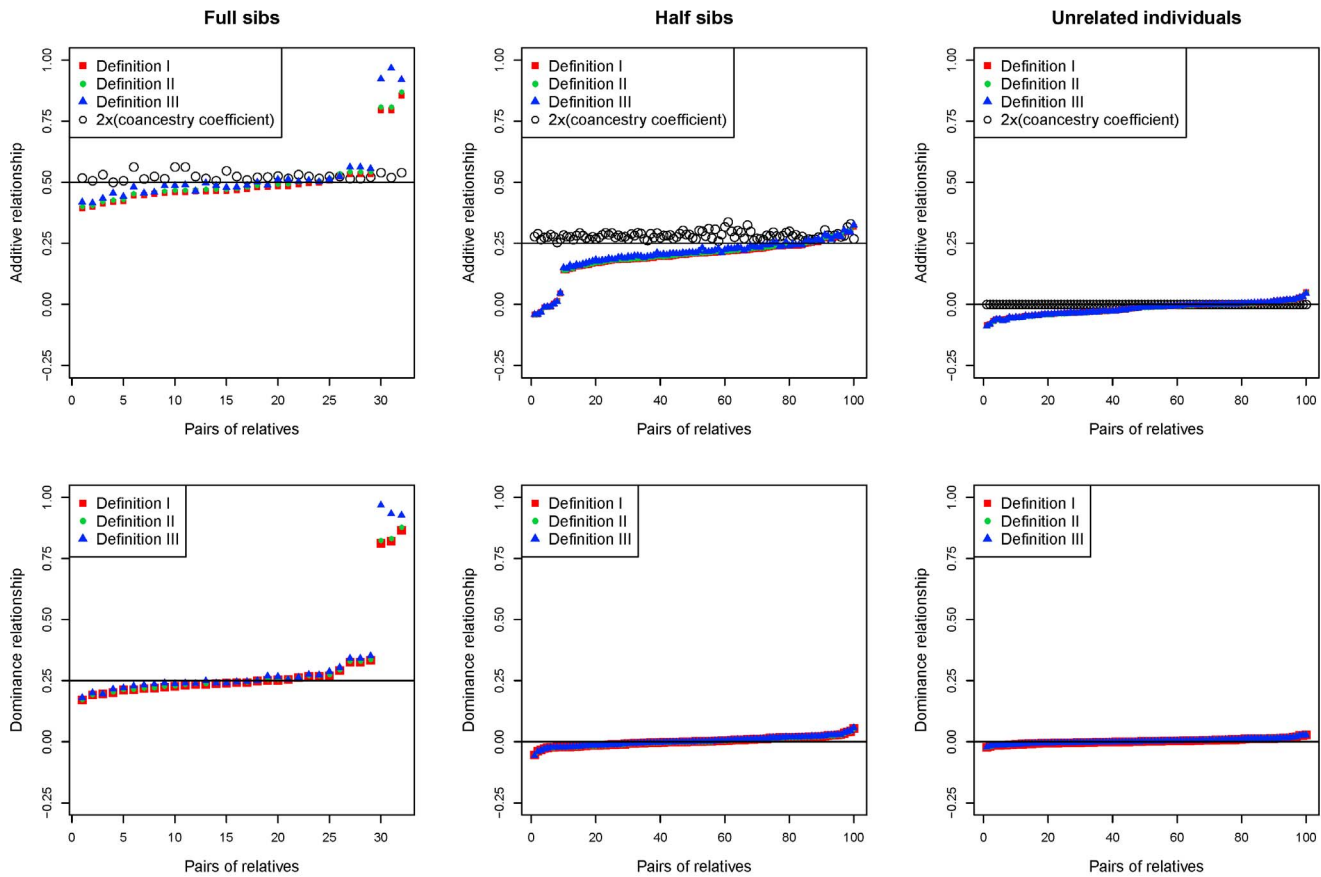 Full sibs
Half sibs
Unrelated individuals
Additive relationship
1.00
0.75
0.50
0.25
0.00
−0.25
Definition I
Definition II
Definition III
2x(coancestry coefficient)
0 5 10 15 20 25 30
Pairs of relatives
Additive relationship
1.00
0.75
0.50
0.25
0.00
−0.25
Definition I
Definition II
Definition III
2x(coancestry coefficient)
0 20 40 60 80 100
Pairs of relatives
Additive relationship
1.00
0.75
0.50
0.25
0.00
−0.25
Definition I
Definition II
Definition III
2x(coancestry coefficient)
0 20 40 60 80 100
Pairs of relatives
Dominance relationship
1.00
0.75
0.50
0.25
0.00
−0.25
Definition I
Definition II
Definition III
0 5 10 15 20 25 30
Pairs of relatives
Dominance relationship
1.00
0.75
0.50
0.25
0.00
−0.25
Definition I
Definition II
Definition III
0 20 40 60 80 100
Pairs of relatives
Dominance relationship
1.00
0.75
0.50
0.25
0.00
−0.25
Definition I
Definition II
Definition III
0 20 40 60 80 100
Pairs of relatives